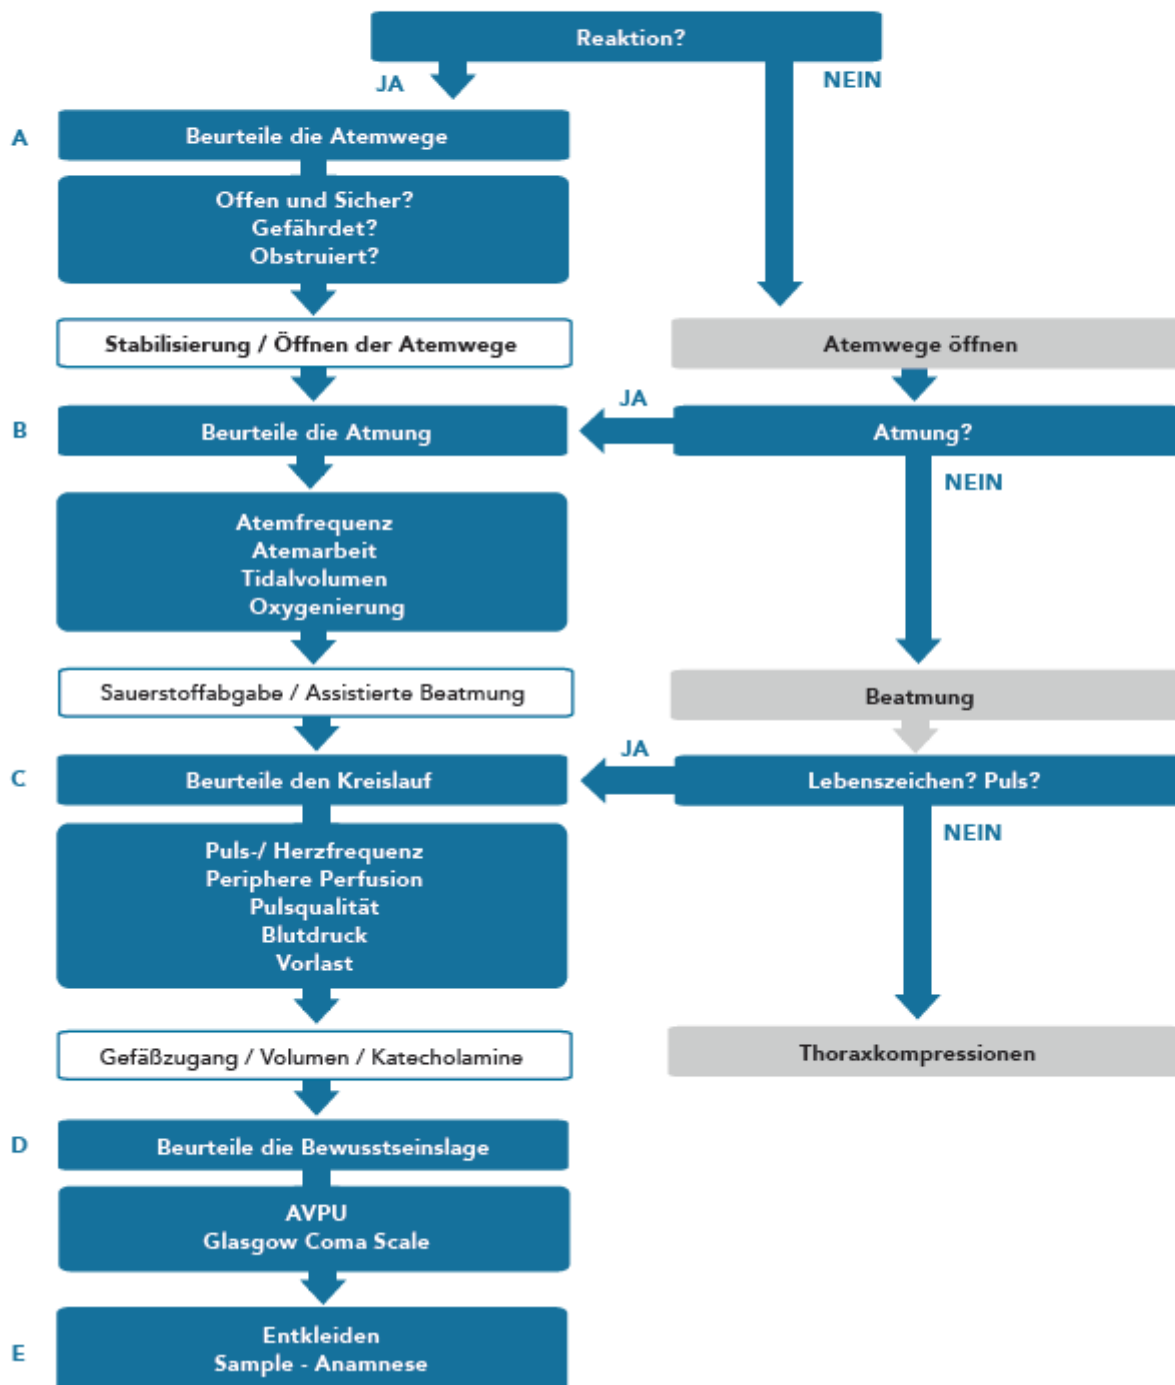 Reaktion?
JA
NEIN
A
Beurteile die Atemwege
Offen und Sicher?
Gefährdet?
Obstruiert?
Stabilisierung / Öffnen der Atemwege
Atemwege öffnen
JA
B
Beurteile die Atmung
Atmung?
NEIN
Atemfrequenz
Atemarbeit
Tidalvolumen
Oxygenierung
Sauerstoffabgabe / Assistierte Beatmung
Beatmung
JA
C
Beurteile den Kreislauf
Lebenszeichen? Puls?
NEIN
Puls-/ Herzfrequenz
Periphere Perfusion
Pulsqualität
Blutdruck
Vorlast
Gefäßzugang / Volumen / Katecholamine
Thoraxkompressionen
D
Beurteile die Bewusstseinslage
AVPU
Glasgow Coma Scale
E
Entkleiden
Sample - Anamnese